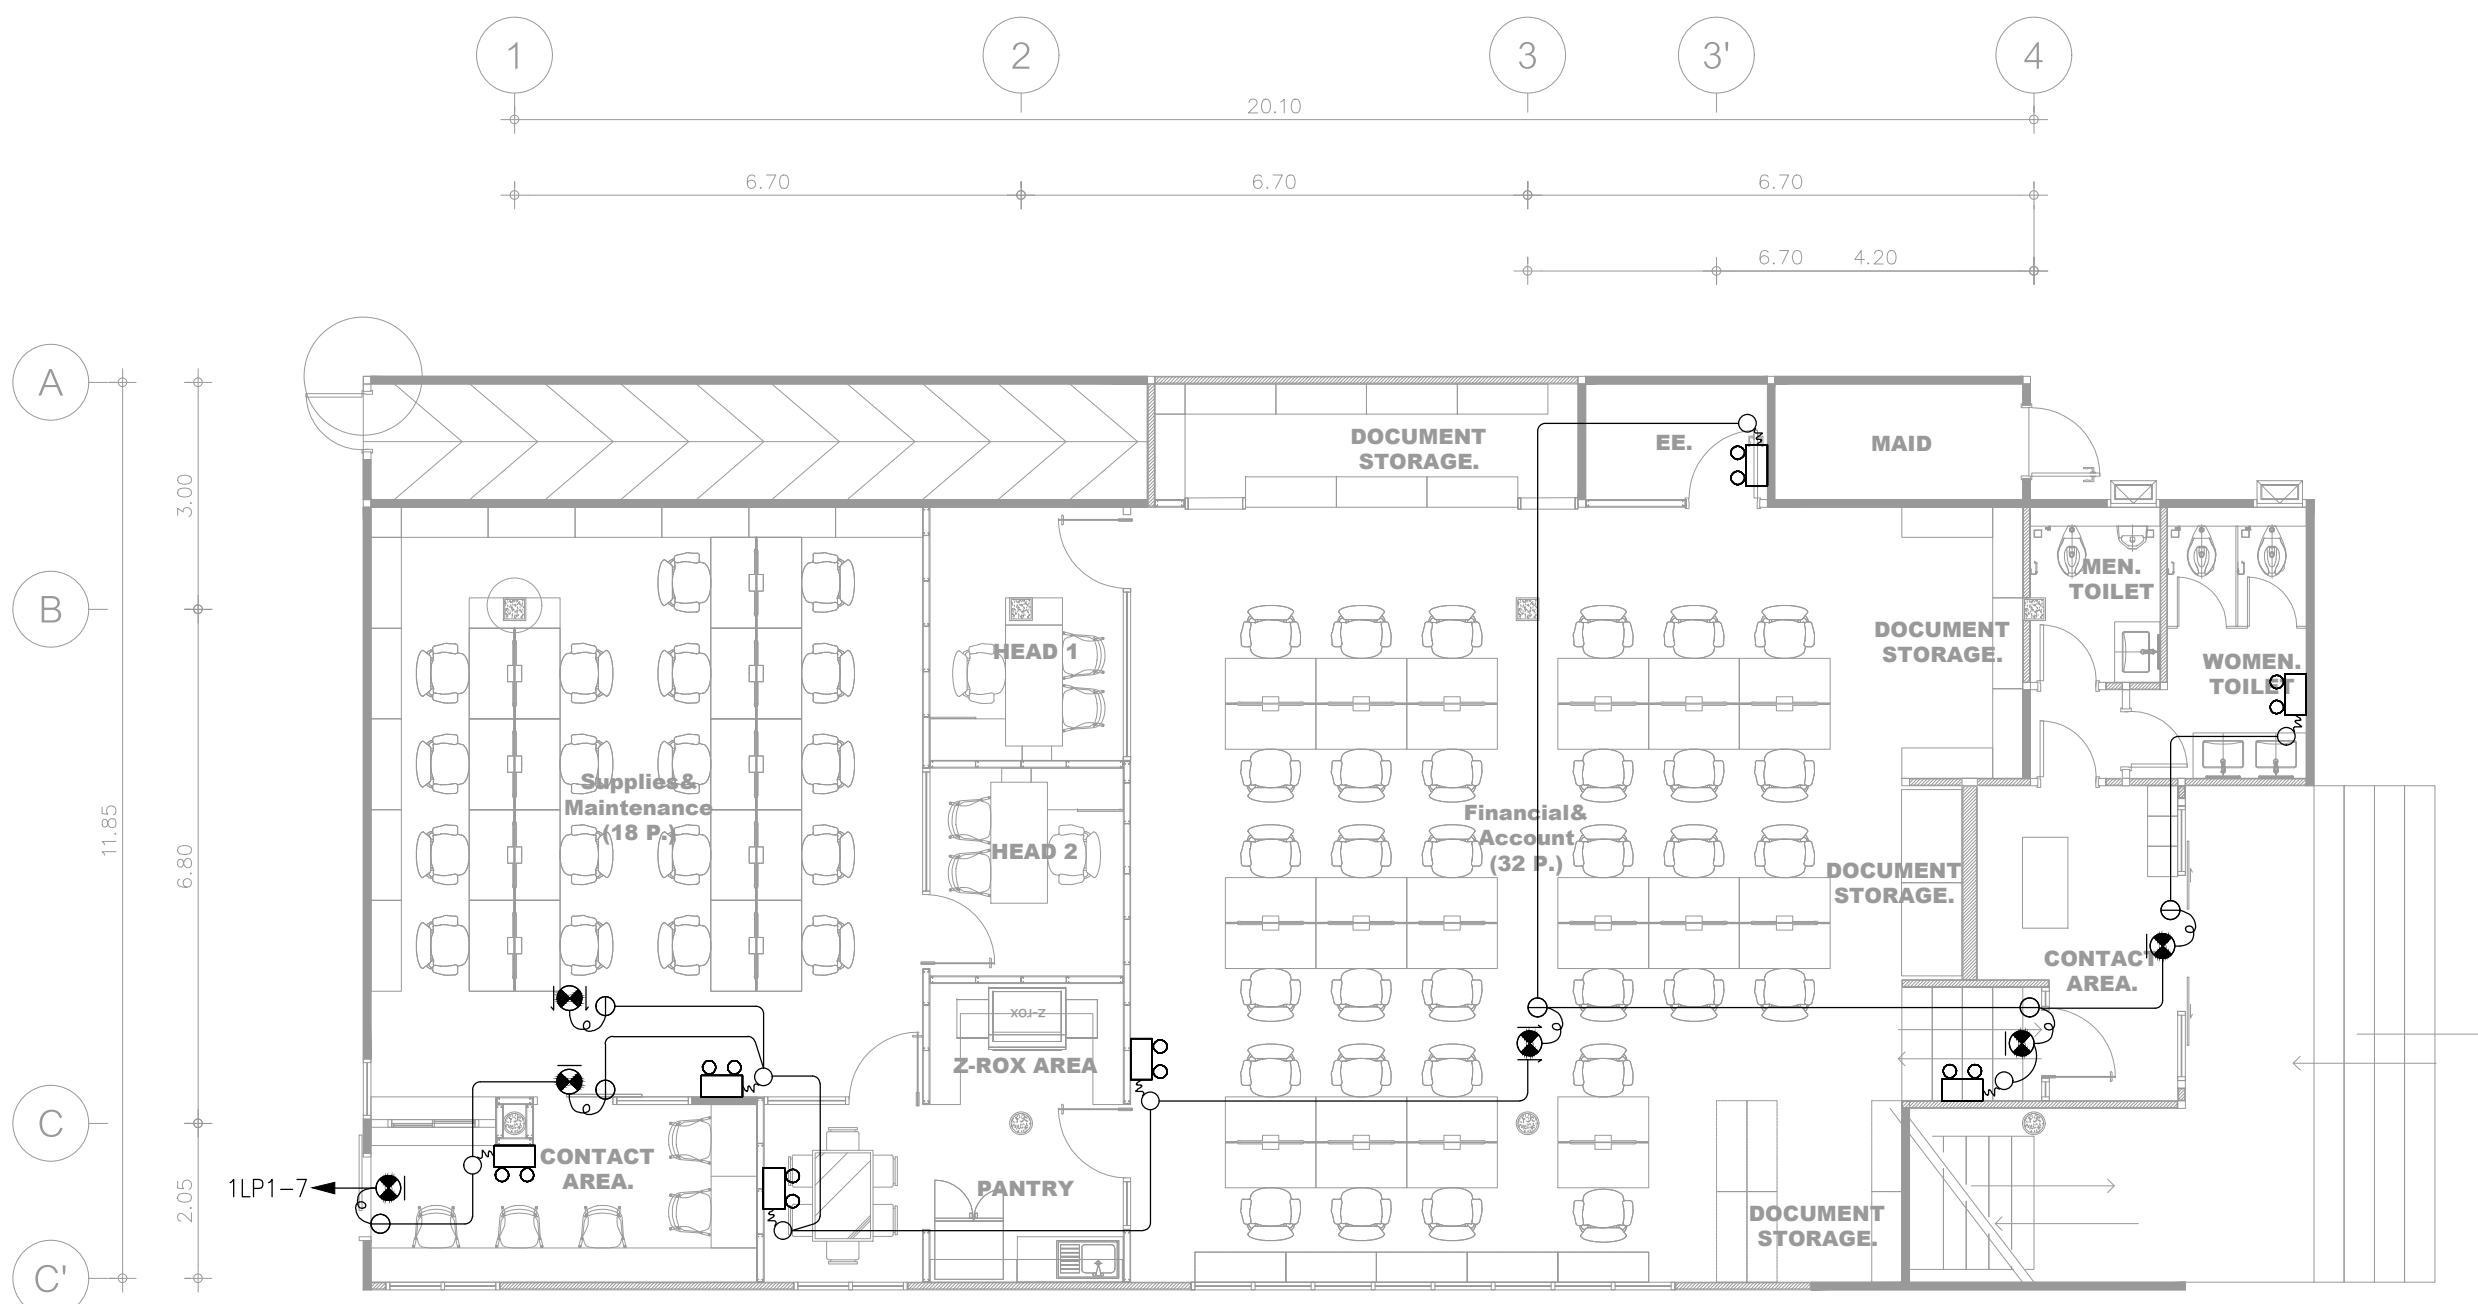 1
2
3
3'
4
20.10
6.70
6.70
6.70
6.70
4.20
A
B
C
C'
3.00
11.85
6.80
2.05
DOCUMENT
STORAGE.
EE.
MAID
MEN.
TOILET
WOMEN.
TOILET
DOCUMENT
STORAGE.
HEAD 1
Supplies&
Maintenance
(18 P.)
HEAD 2
Financial&
Account
(32 P.)
DOCUMENT
STORAGE.
CONTACT
AREA.
Z-ROX
Z-ROX AREA
CONTACT
AREA.
1LP1-7
PANTRY
DOCUMENT
STORAGE.